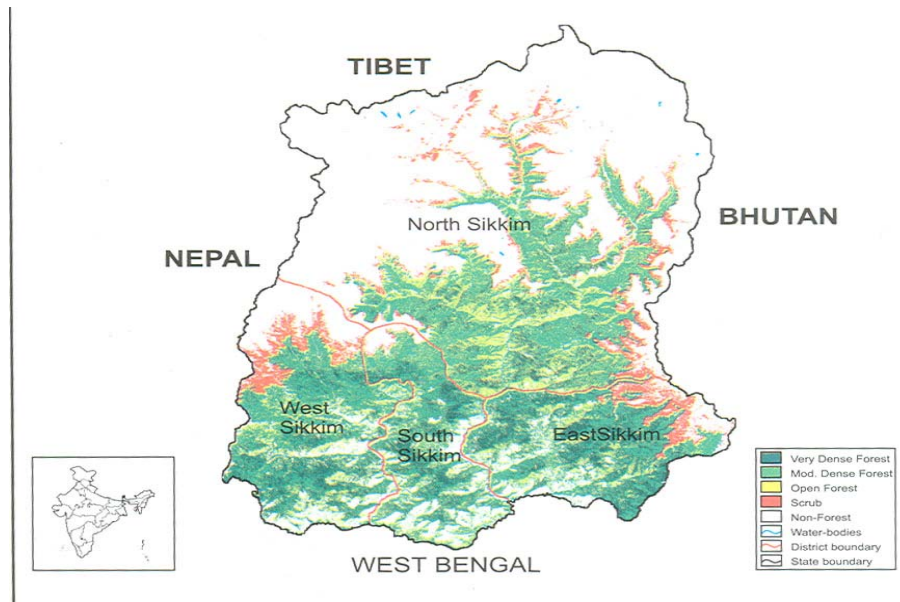 TIBET
North Sikkim
BHUTAN
NEPAL
West
Sikkim
South
Sikkim
EastSikkim
WEST BENGAL
Very Dense Forest
Mod. Dense Forest
Open Forest
Scrub
Non-Forest
Water-bodies
District boundary
State boundary